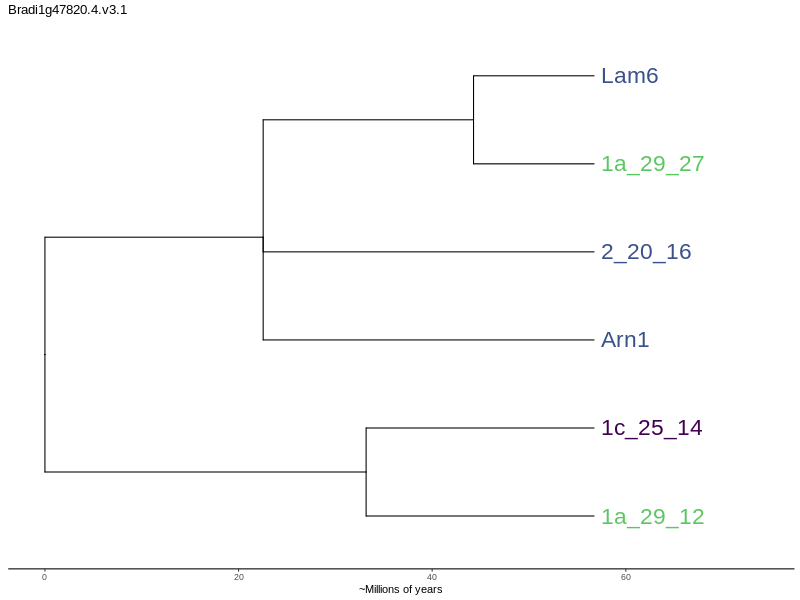 Bradi1g47820.4.v3.1
Lam6
1a_29_27
2_20_16
Arn1
1c_25_14
1a_29_12
0 20 40 60
~Millions of years